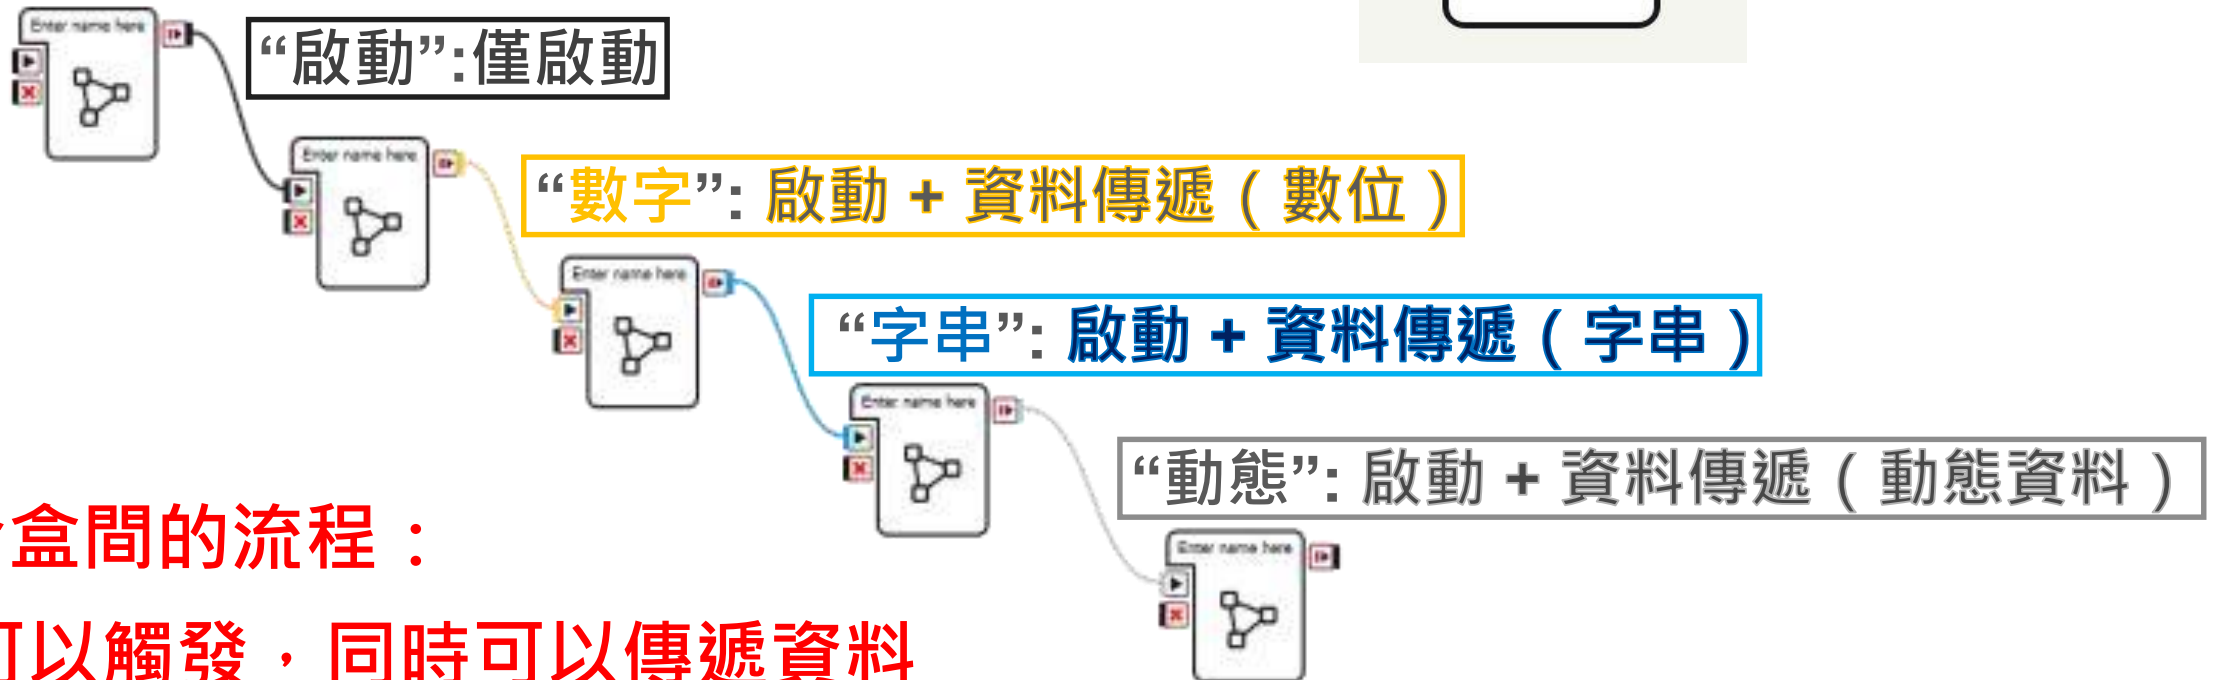 Enter name here
“啟動”:僅啟動
Enter name here
“數字”: 啟動 + 資料傳遞（數位）
Enter name here
“字串”: 啟動 + 資料傳遞（字串）
Enter name here
“動態”: 啟動 + 資料傳遞（動態資料）
盒間的流程：
Enter name here
可以觸發，同時可以傳遞資料